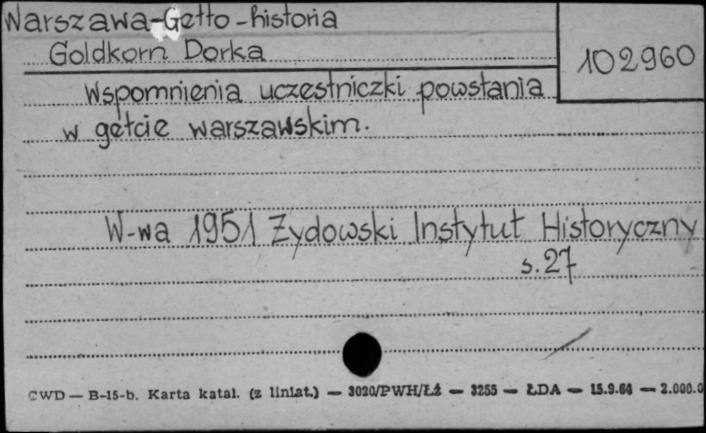 Warszawa-Getto-historia
Goldkorn Dorka
102960
Wspomnienia uczestniczki powstania
w getcie warszawskim.
W-wa 1951 Żydowski Instytut Historyczny
s.27
CWD — B-15-b. Karta katal. (z liniat.) — 3020/PWH/Łź — 3255 — ŁDA — 15.9.64 — 2.000.0